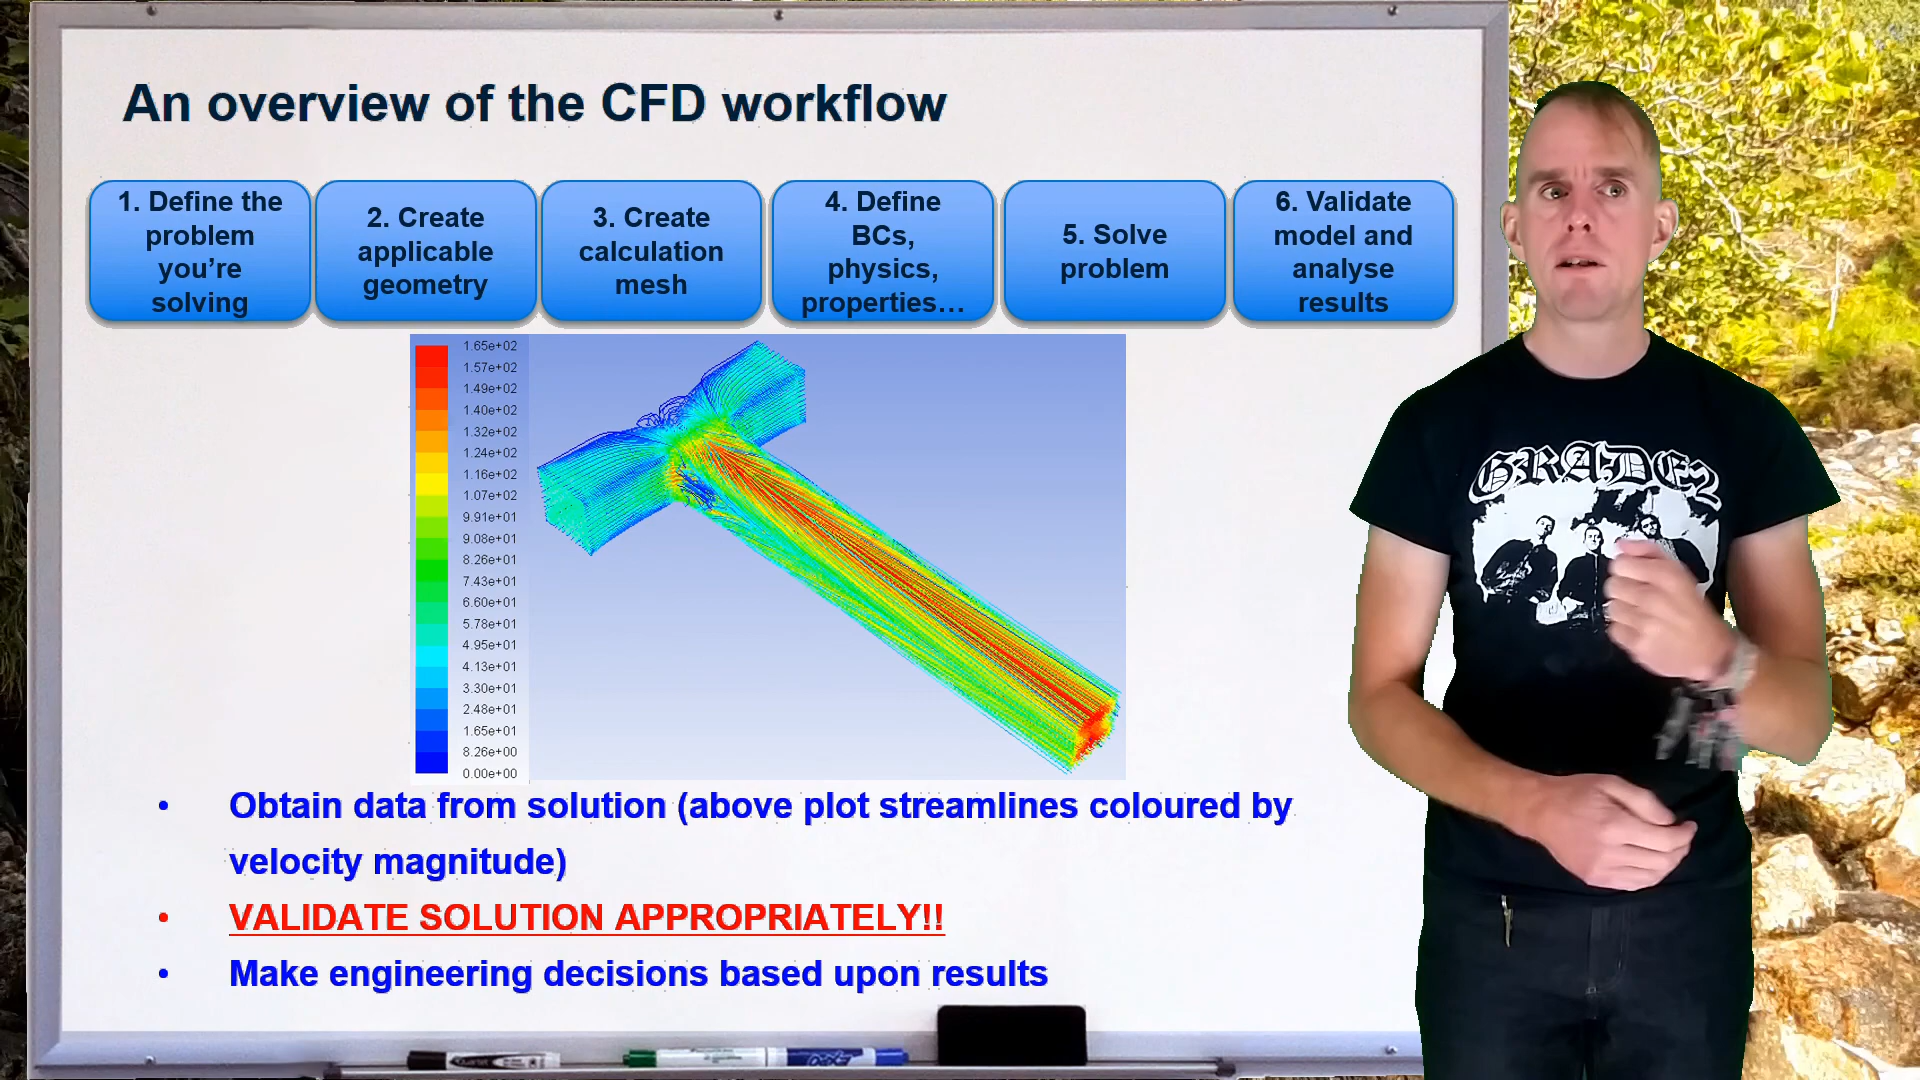 An overview of the CFD workflow
1. Define the
problem
you’re
solving
2. Create
applicable
geometry
3. Create
calculation
mesh
4. Define
BCs,
physics,
properties…
5. Solve
problem
6. Validate
model and
analyse
results
1.65e+02
1.57e+02
1.49e+02
1.40e+02
1.32e+02
1.24e+02
1.16e+02
1.07e+02
9.91e+01
9.08e+01
8.26e+01
7.43e+01
6.60e+01
5.78e+01
4.95e+01
4.13e+01
3.30e+01
2.48e+01
1.65e+01
8.26e+00
0.00e+00
• Obtain data from solution (above plot streamlines coloured by
velocity magnitude)
• VALIDATE SOLUTION APPROPRIATELY!!
• Make engineering decisions based upon results
GRADE 2